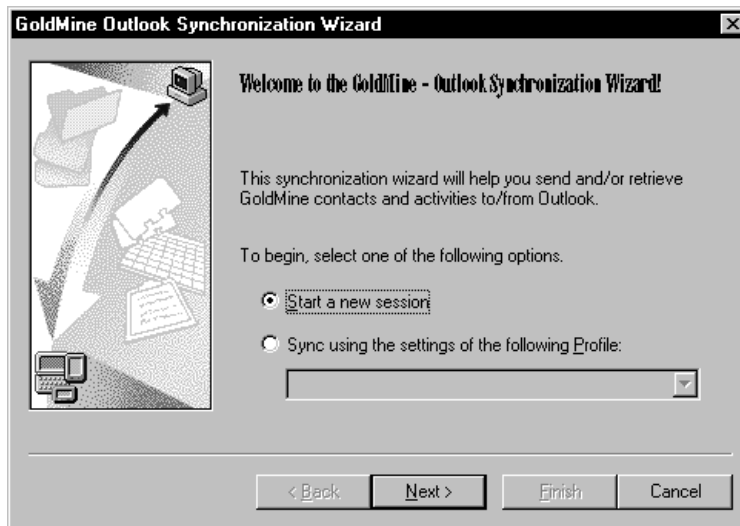 GoldMine Outlook Synchronization Wizard
Welcome to the GoldMine - Outlook Synchronization Wizard!
This synchronization wizard will help you send and/or retrieve
GoldMine contacts and activities to/from Outlook.
To begin, select one of the following options.
Start a new session
Sync using the settings of the following Profile:
< Back Next > Finish Cancel